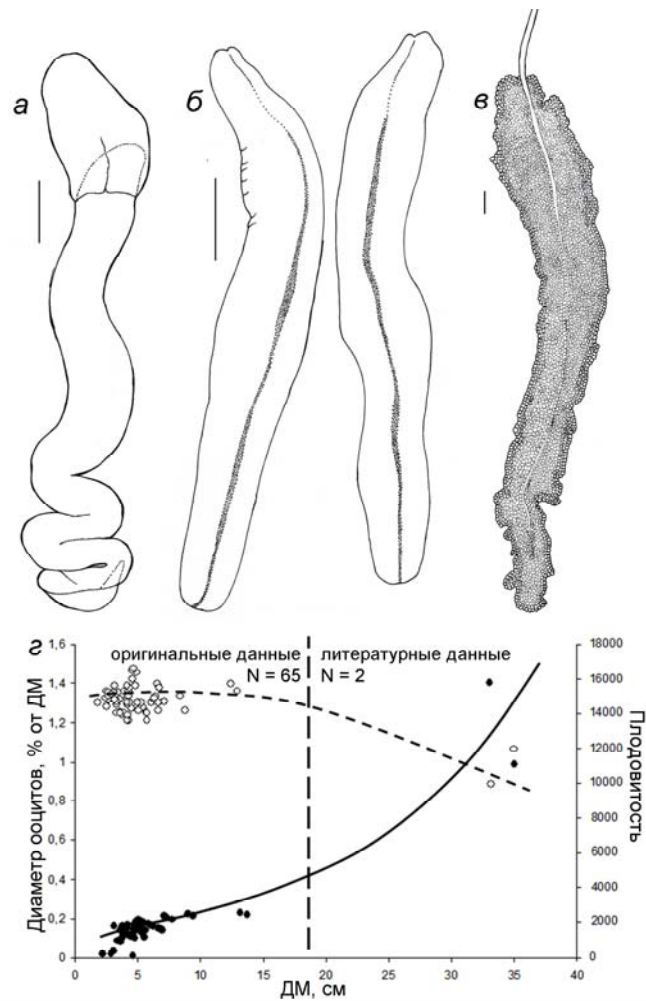 а
б
в
г
оригинальные данные
N = 65
литературные данные
N = 2
Диаметр ооцитов, % от ДМ
1,6
1,4
1,2
1
0,8
0,6
0,4
0,2
0
18000
16000
14000
12000
10000
8000
6000
4000
2000
0
Плодовитость
0 5 10 15 20 25 30 35 40
ДМ, см